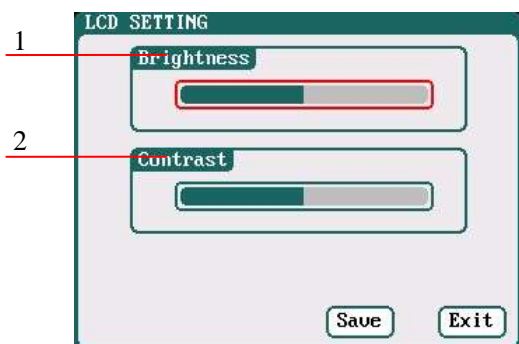 LCD SETTING
1
Brightness
2
Contrast
Save Exit